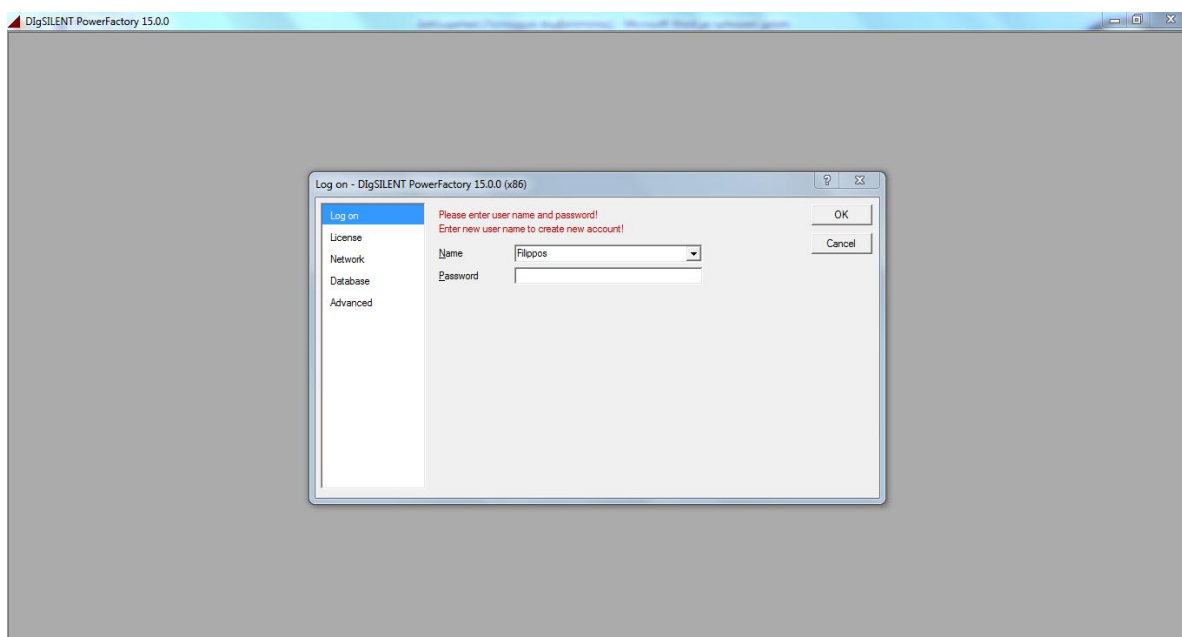 DIgSILENT PowerFactory 15.0.0
Log on - DIgSILENT PowerFactory 15.0.0 (x86)
Log on
License
Network
Database
Advanced
Please enter user name and password!
Enter new user name to create new account!
Name
Filippos
Password
OK
Cancel